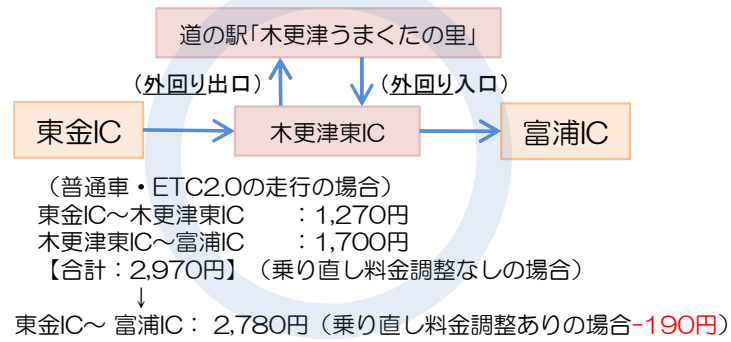 道の駅「木更津うまくたの里」
（外回り出口） （外回り入口）
東金IC 木更津東IC 富浦IC
（普通車・ETC2.0の走行の場合）
東金IC～木更津東IC ：1,270円
木更津東IC～富浦IC ：1,700円
【合計：2,970円】（乗り直し料金調整なしの場合）
↓
東金IC～ 富浦IC： 2,780円（乗り直し料金調整ありの場合-190円）